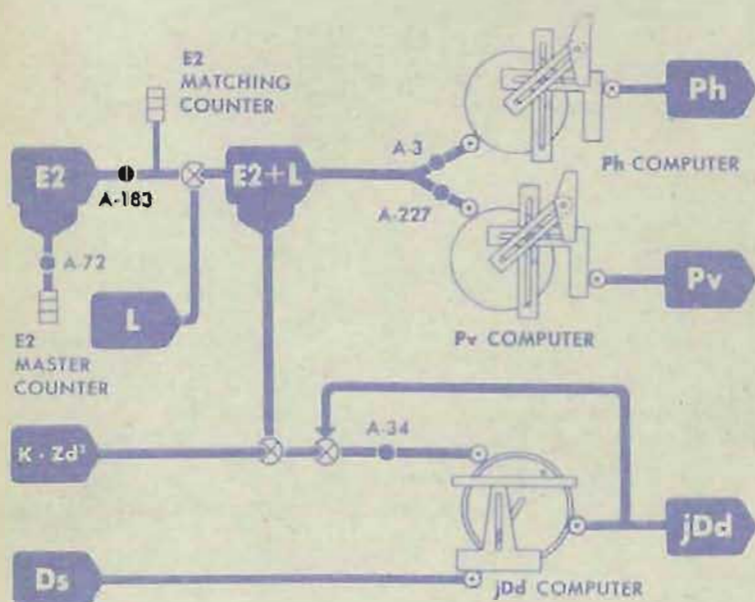 E2
MATCHING
COUNTER
Ph
A-3
Ph COMPUTER
E2
A-183
E2+L
A-227
A-72
L
Pv
Pv COMPUTER
E2
MASTER
COUNTER
A-34
K · Zd²
jDd
Ds
jDd COMPUTER